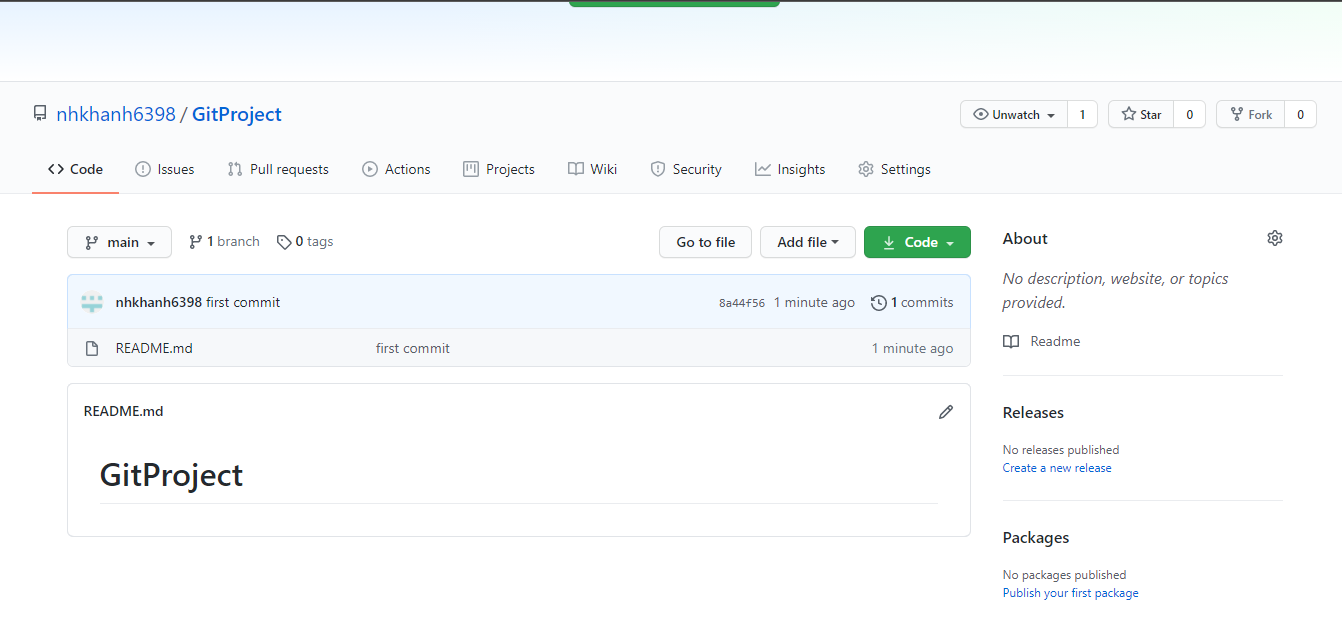 nhkhanh6398 / GitProject
Unwatch 1 Star 0 Fork 0
Code Issues Pull requests Actions Projects Wiki Security Insights Settings
main 1 branch 0 tags Go to file Add file Code
nhkhanh6398 first commit 8a44f56 1 minute ago 1 commits
README.md first commit 1 minute ago
README.md
GitProject
About
No description, website, or topics
provided.
Readme
Releases
No releases published
Create a new release
Packages
No packages published
Publish your first package